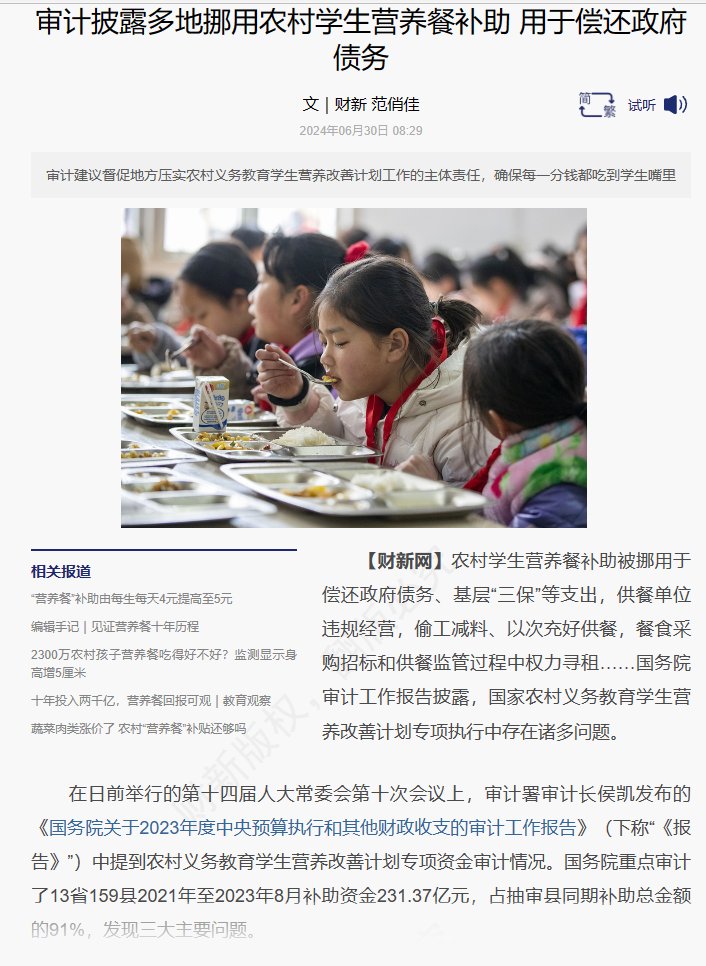 审计披露多地挪用农村学生营养餐补助 用于偿还政府
债务
文｜财新 范俏佳
简繁 试听
2024年06月30日 08:29
审计建议督促地方压实农村义务教育学生营养改善计划工作的主体责任，确保每一分钱都吃到学生嘴里
相关报道
“营养餐”补助由每生每天4元提高至5元
编辑手记｜见证营养餐十年历程
2300万农村孩子营养餐吃得好不好？监测显示身
高增5厘米
十年投入两千亿，营养餐回报可观｜教育观察
蔬菜肉类涨价了 农村“营养餐”补贴还够吗
【财新网】农村学生营养餐补助被挪用于
偿还政府债务、基层“三保”等支出，供餐单位
违规经营，偷工减料、以次充好供餐，餐食采
购招标和供餐监管过程中权力寻租……国务院
审计工作报告披露，国家农村义务教育学生营
养改善计划专项执行中存在诸多问题。
在日前举行的第十四届人大常委会第十次会议上，审计署审计长侯凯发布的
《国务院关于2023年度中央预算执行和其他财政收支的审计工作报告》（下称“《报
告》”）中提到农村义务教育学生营养改善计划专项资金审计情况。国务院重点审计
了13省159县2021年至2023年8月补助资金231.37亿元，占抽审县同期补助总金额
的91%，发现三大主要问题。